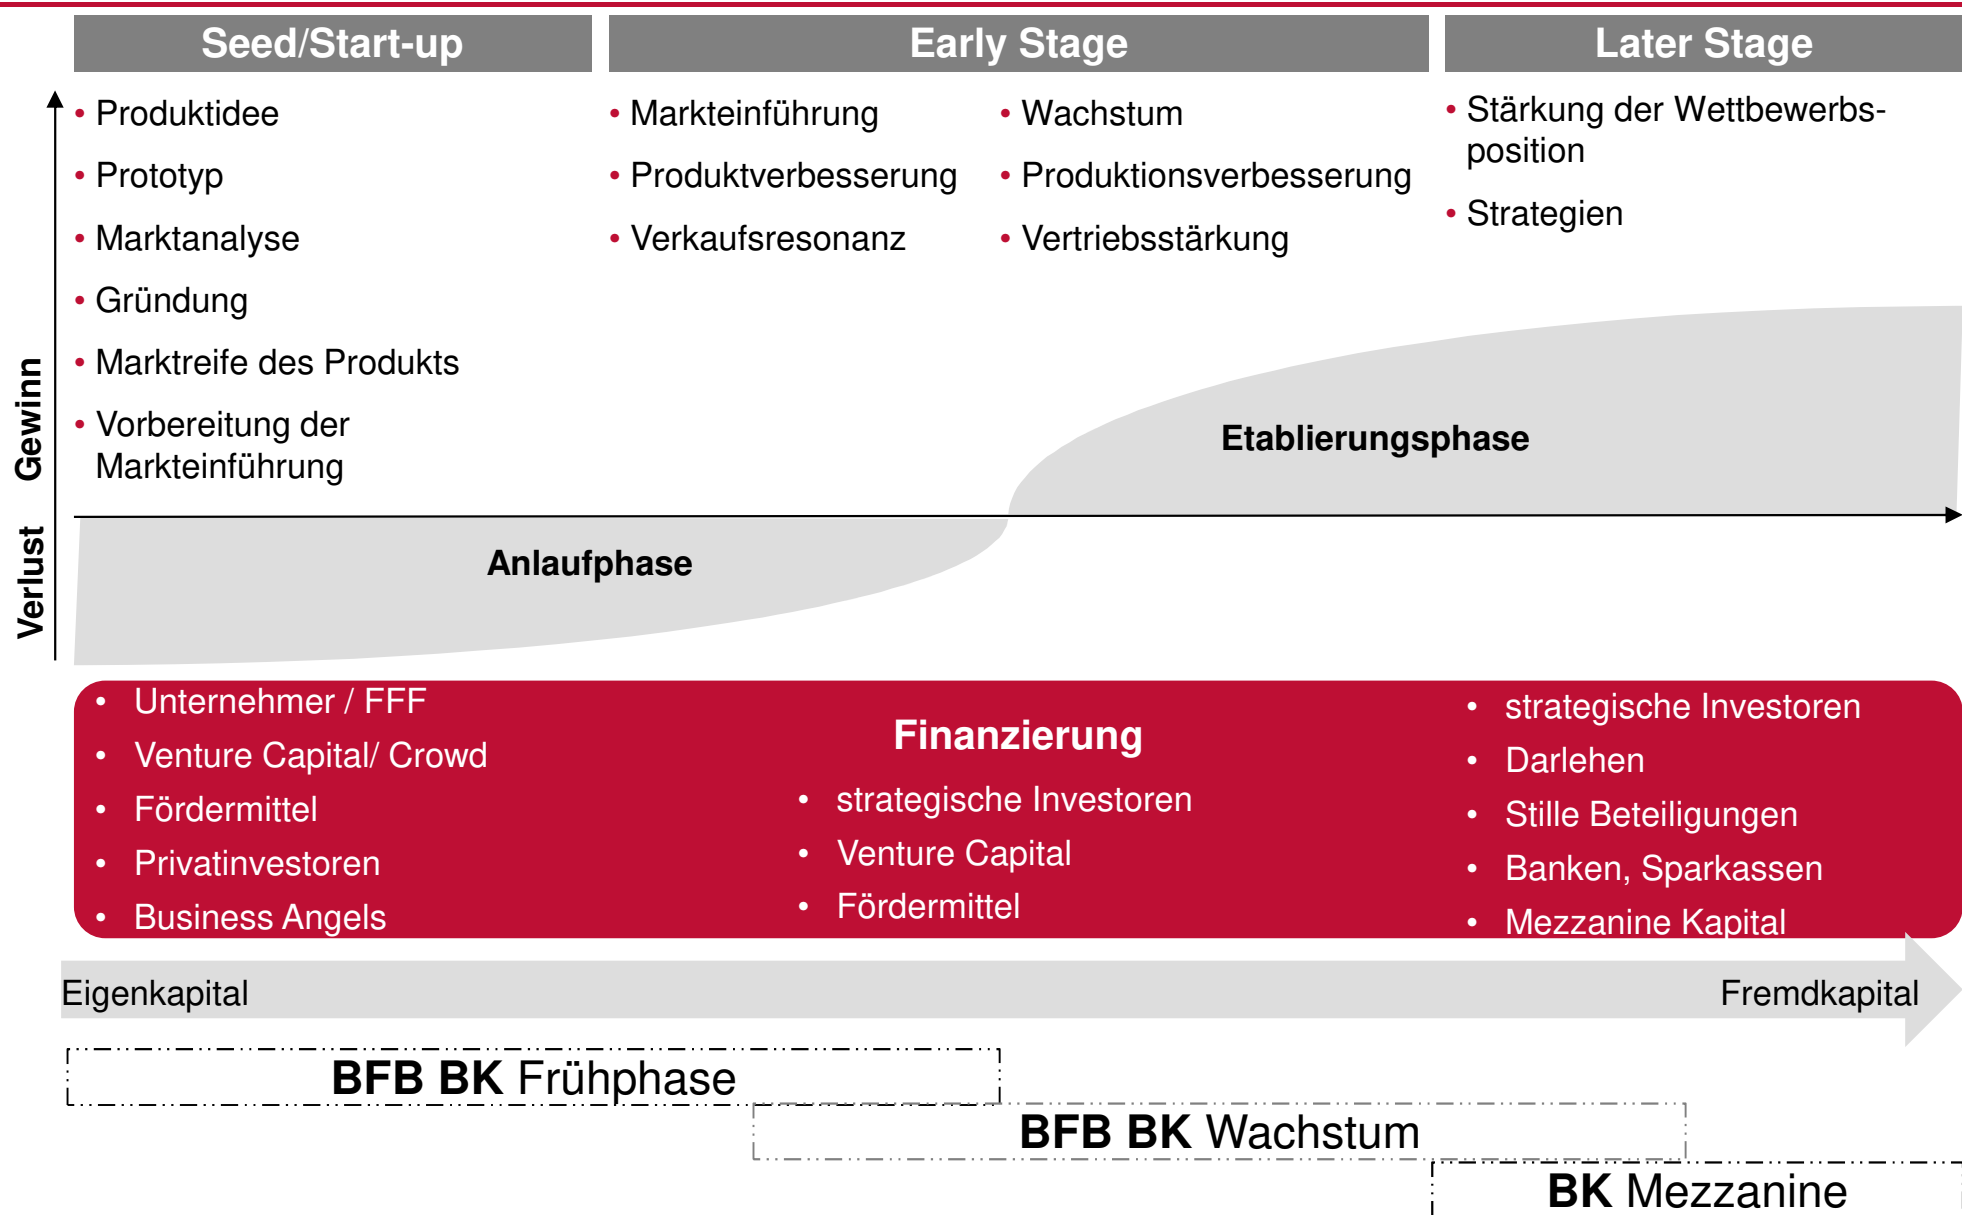 Seed/Start-up
Early Stage
Later Stage
• Produktidee
• Prototyp
• Marktanalyse
• Gründung
• Marktreife des Produkts
• Vorbereitung der
Markteinführung
• Markteinführung
• Produktverbesserung
• Verkaufsresonanz
• Wachstum
• Produktionsverbesserung
• Vertriebsstärkung
• Stärkung der Wettbewerbs-
position
• Strategien
Gewinn
Verlust
Etablierungsphase
Anlaufphase
• Unternehmer / FFF
• Venture Capital/ Crowd
• Fördermittel
• Privatinvestoren
• Business Angels
Finanzierung
• strategische Investoren
• Venture Capital
• Fördermittel
• strategische Investoren
• Darlehen
• Stille Beteiligungen
• Banken, Sparkassen
• Mezzanine Kapital
Eigenkapital
Fremdkapital
BFB BK Frühphase
BFB BK Wachstum
BK Mezzanine